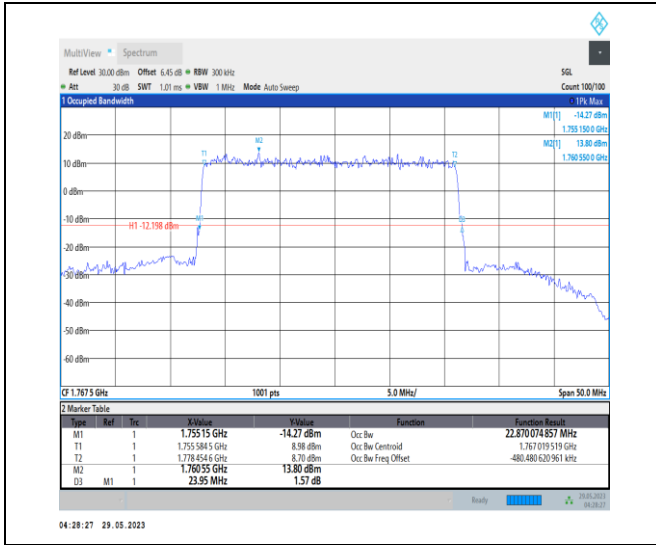 MultiView Spectrum
Ref Level 30.00 dBm Offset 6.45 dB RBW 300 kHz SGL
Att 30 dB SWT 1.01 ms VBW 1 MHz Mode Auto Sweep Count 100/100
1 Occupied Bandwidth 1Pk Max
M1[1] -14.27 dBm
1.755 150 0 GHz
M2[1] 13.80 dBm
1.760 550 0 GHz
20 dBm
M2
T1
T2
10 dBm
0 dBm
-10 dBm
M1
H1 -12.198 dBm
-20 dBm
-30 dBm
-40 dBm
-50 dBm
-60 dBm
CF 1.767 5 GHz 1001 pts 5.0 MHz/ Span 50.0 MHz
2 Marker Table
Type Ref Trc X-Value Y-Value Function Function Result
M1 1 1.755 15 GHz -14.27 dBm Occ Bw 22.870 074 857 MHz
T1 1 1.755 584 5 GHz 8.98 dBm Occ Bw Centroid 1.767 019 519 GHz
T2 1 1.778 454 6 GHz 8.70 dBm Occ Bw Freq Offset -480.480 620 961 kHz
M2 1 1.760 55 GHz 13.80 dBm
D3 M1 1 23.95 MHz 1.57 dB
Ready 29.05.2023
04:28:27
04:28:27 29.05.2023